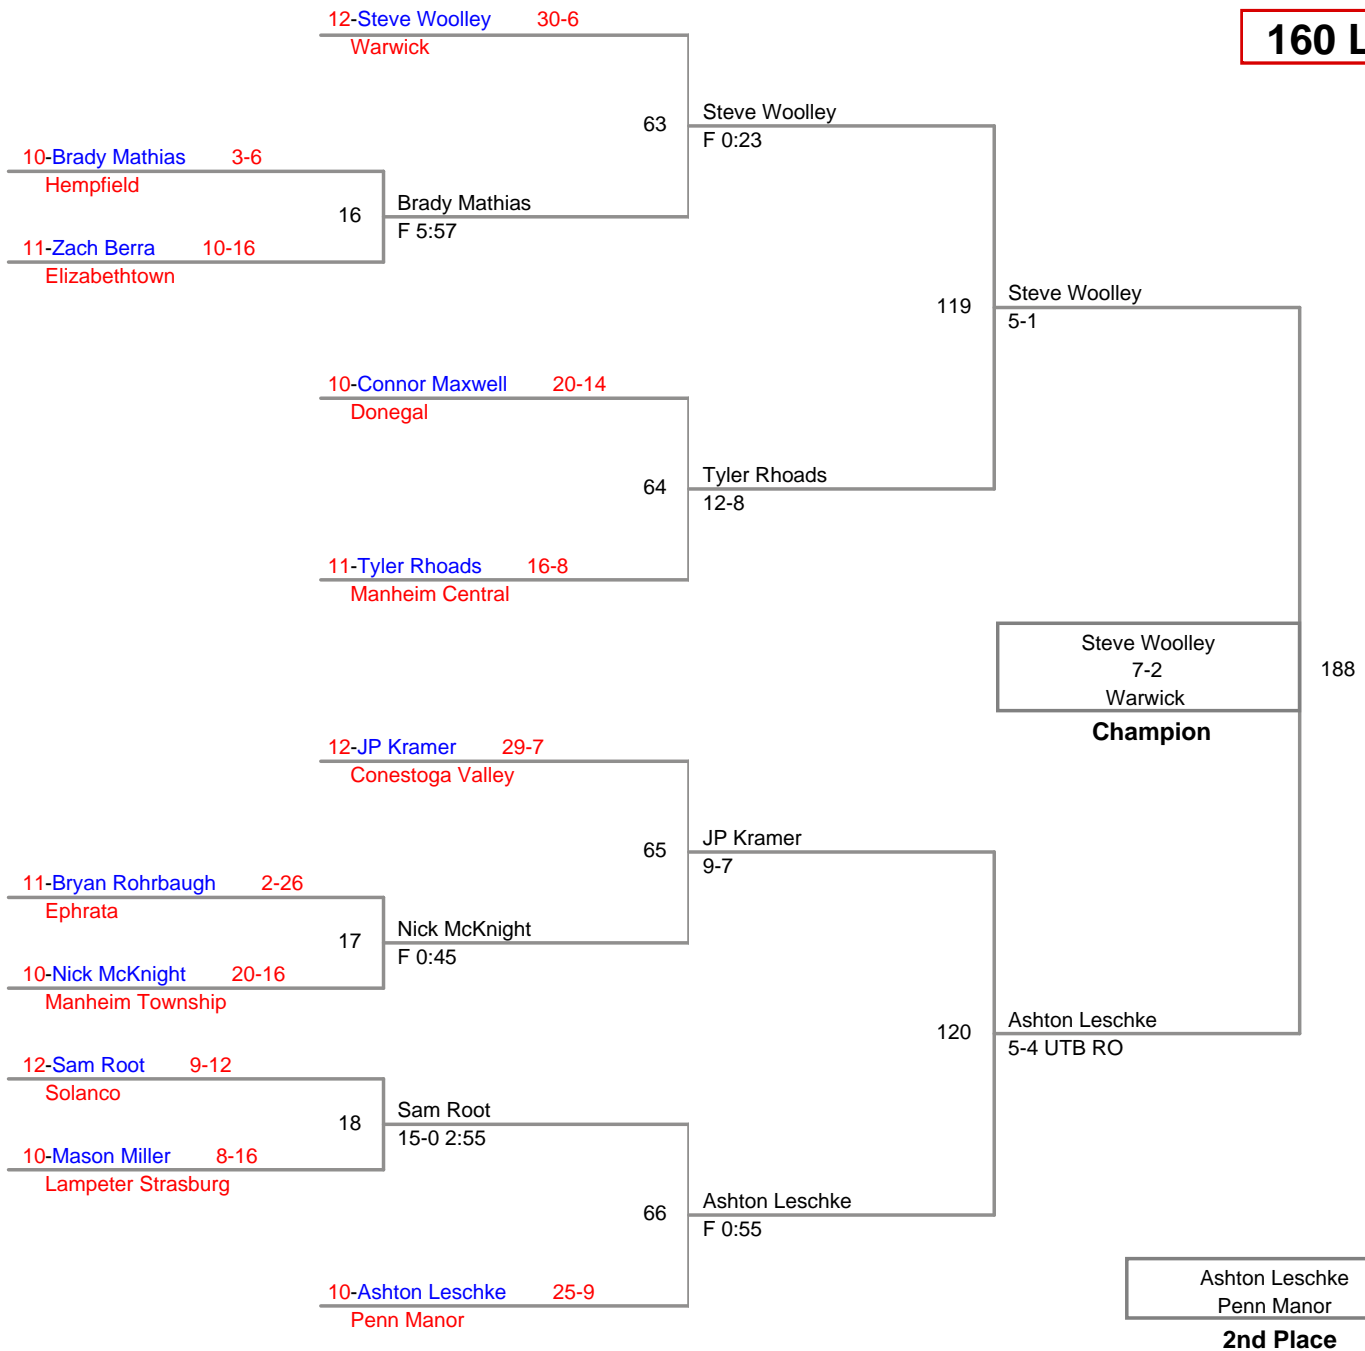 12-Steve Woolley 30-6
Warwick
160 L
63
Steve Woolley
F 0:23
10-Brady Mathias 3-6
Hempfield
16
Brady Mathias
F 5:57
11-Zach Berra 10-16
Elizabethtown
119
Steve Woolley
5-1
10-Connor Maxwell 20-14
Donegal
64
Tyler Rhoads
12-8
11-Tyler Rhoads 16-8
Manheim Central
Steve Woolley
7-2
Warwick
188
Champion
12-JP Kramer 29-7
Conestoga Valley
65
JP Kramer
9-7
11-Bryan Rohrbaugh 2-26
Ephrata
17
Nick McKnight
F 0:45
10-Nick McKnight 20-16
Manheim Township
120
Ashton Leschke
5-4 UTB RO
12-Sam Root 9-12
Solanco
18
Sam Root
15-0 2:55
10-Mason Miller 8-16
Lampeter Strasburg
66
Ashton Leschke
F 0:55
10-Ashton Leschke 25-9
Penn Manor
Ashton Leschke
Penn Manor
2nd Place